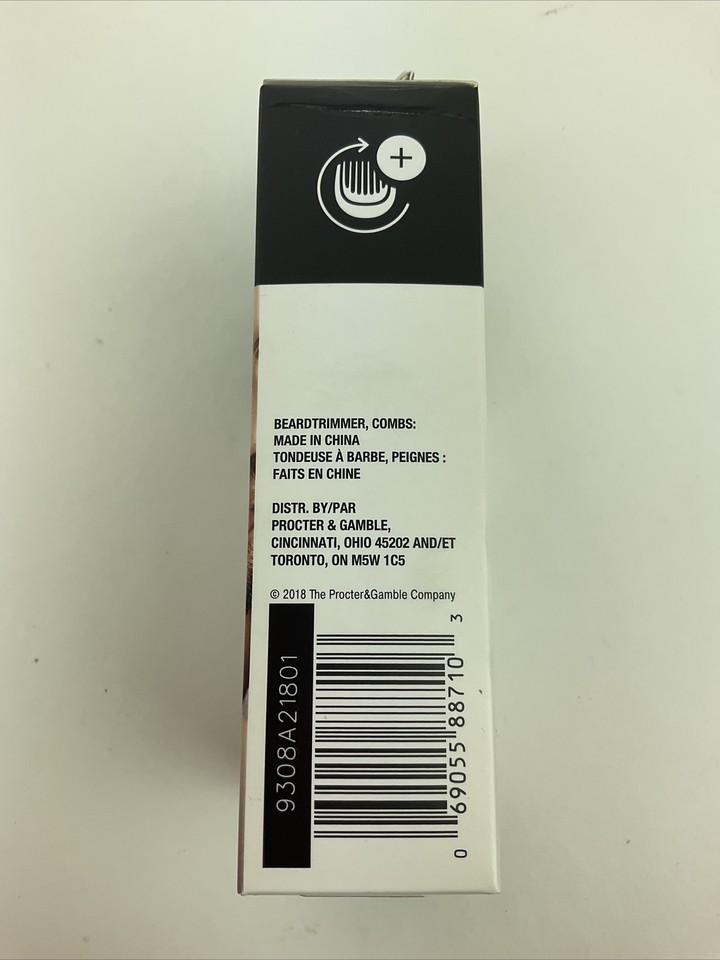 BEARDTRIMMER, COMBS:
MADE IN CHINA
TONDEUSE À BARBE, PEIGNES :
FAITS EN CHINE
DISTR. BY/PAR
PROCTER & GAMBLE,
CINCINNATI, OHIO 45202 AND/ET
TORONTO, ON M5W 1C5
© 2018 The Procter&Gamble Company
9308A21801
0 69055 88710 3